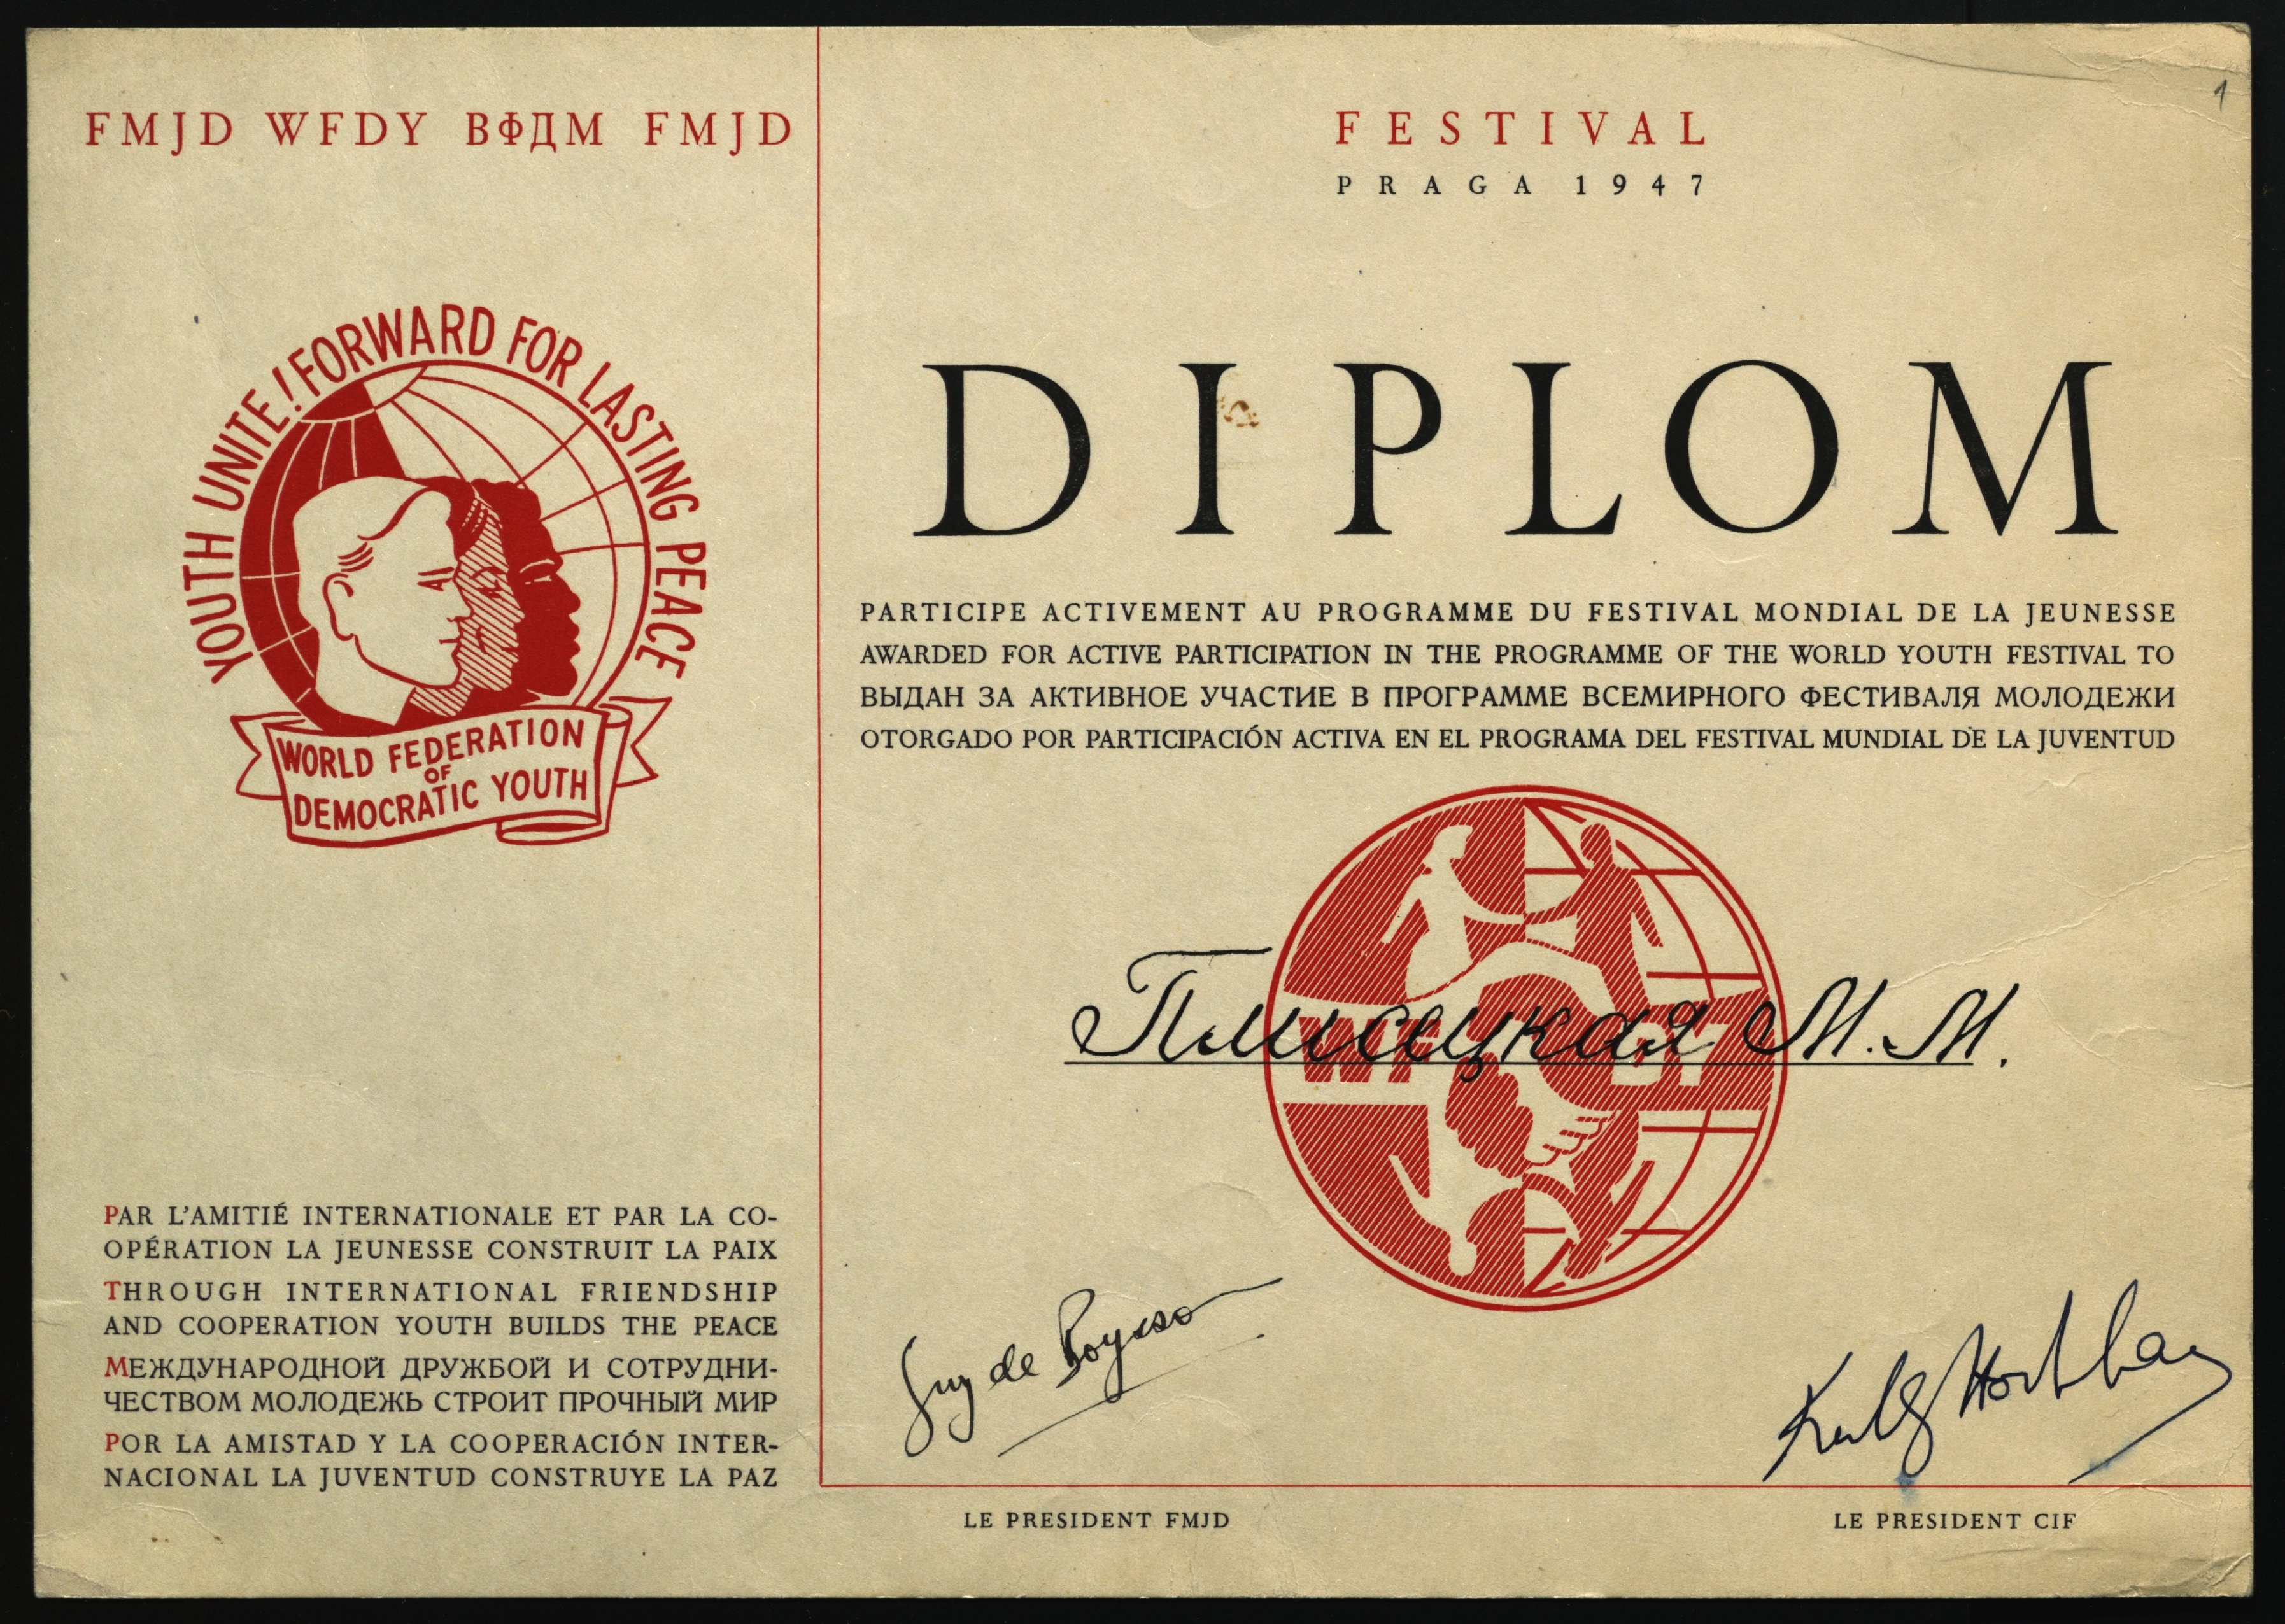 FMJD WFDY ВФДМ FMJD
YOUTH UNITE! FORWARD FOR LASTING PEACE
WORLD FEDERATION
OF
DEMOCRATIC YOUTH
PAR L'AMITIÉ INTERNATIONALE ET PAR LA CO-
OPÉRATION LA JEUNESSE CONSTRUIT LA PAIX
THROUGH INTERNATIONAL FRIENDSHIP
AND COOPERATION YOUTH BUILDS THE PEACE
МЕЖДУНАРОДНОЙ ДРУЖБОЙ И СОТРУДНИ-
ЧЕСТВОМ МОЛОДЕЖЬ СТРОИТ ПРОЧНЫЙ МИР
POR LA AMISTAD Y LA COOPERACIÓN INTER-
NACIONAL LA JUVENTUD CONSTRUYE LA PAZ
1
FESTIVAL
PRAGA 1947
DIPLOM
PARTICIPE ACTIVEMENT AU PROGRAMME DU FESTIVAL MONDIAL DE LA JEUNESSE
AWARDED FOR ACTIVE PARTICIPATION IN THE PROGRAMME OF THE WORLD YOUTH FESTIVAL TO
ВЫДАН ЗА АКТИВНОЕ УЧАСТИЕ В ПРОГРАММЕ ВСЕМИРНОГО ФЕСТИВАЛЯ МОЛОДЕЖИ
OTORGADO POR PARTICIPACIÓN ACTIVA EN EL PROGRAMA DEL FESTIVAL MUNDIAL DE LA JUVENTUD
Плисецкая М.М.
Guy de Boysson
LE PRESIDENT FMJD
LE PRESIDENT CIF